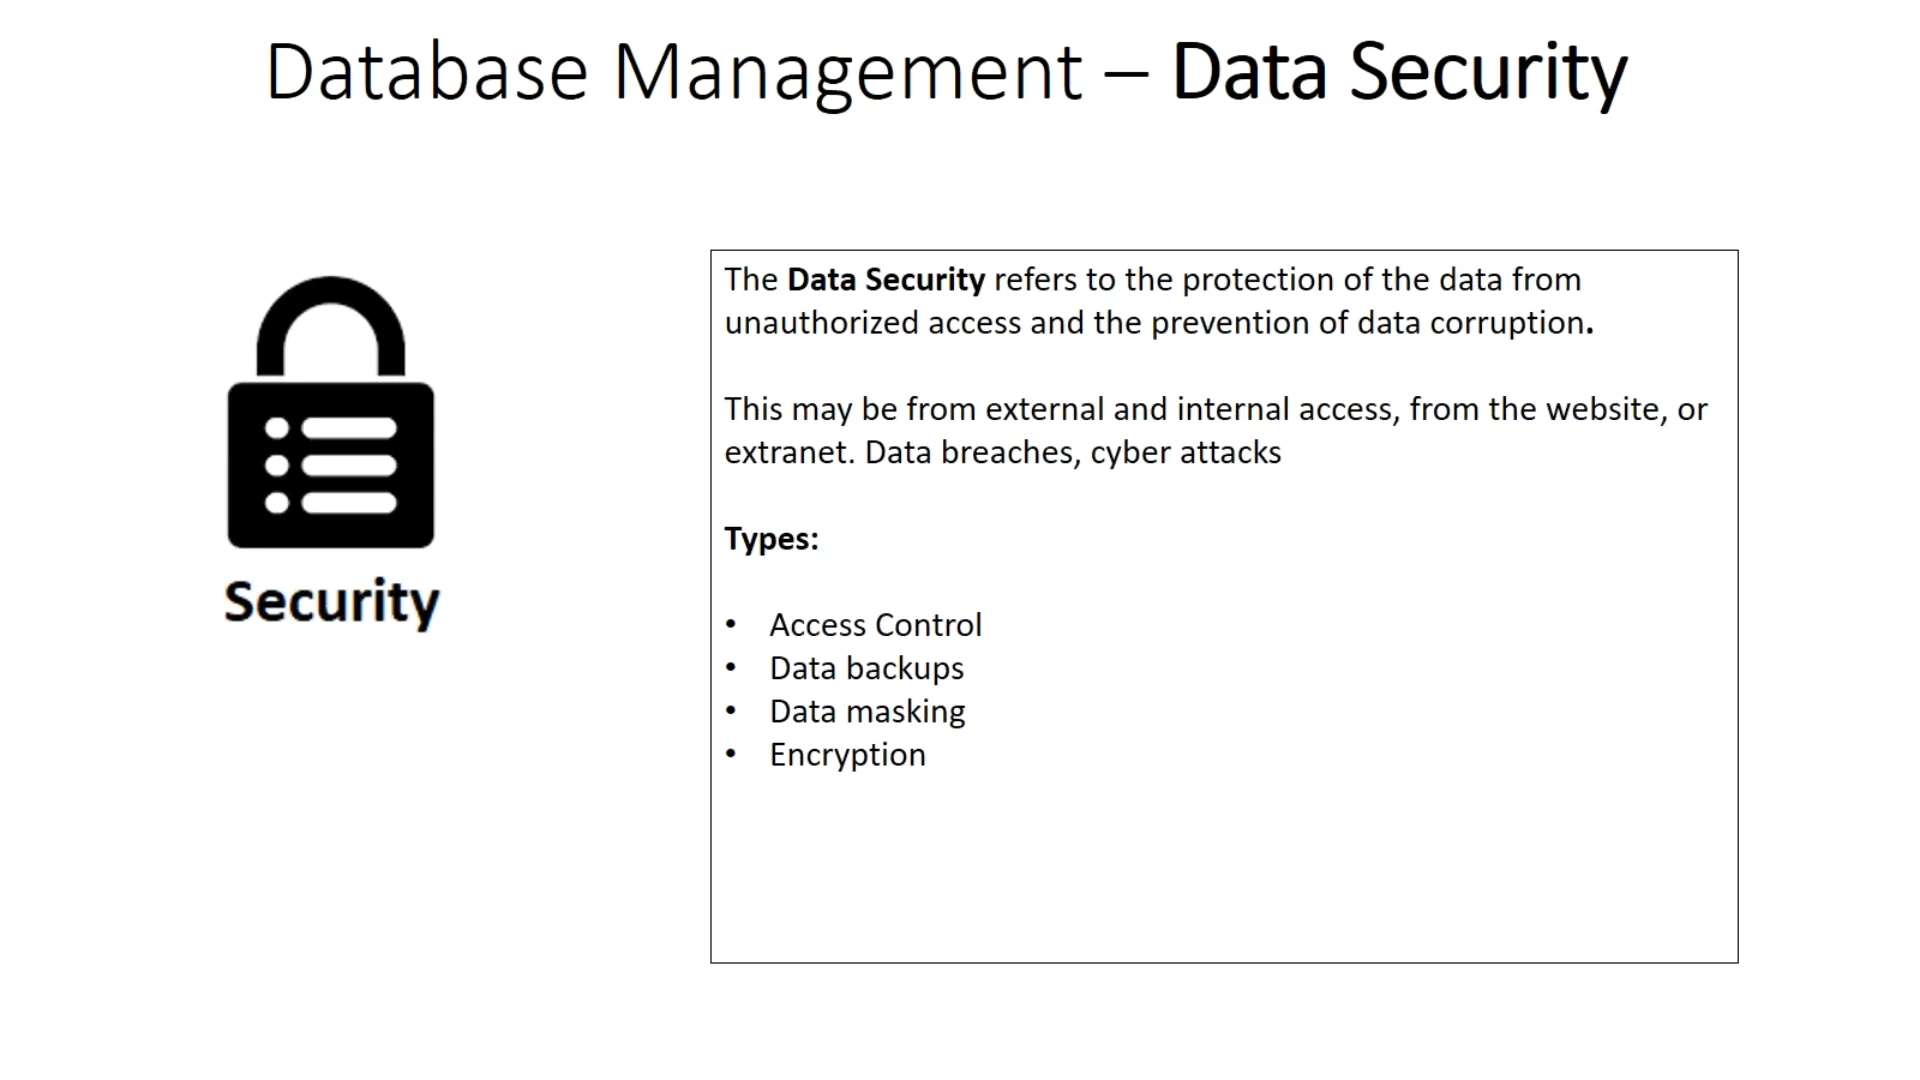 Database Management – Data Security
Security
The Data Security refers to the protection of the data from
unauthorized access and the prevention of data corruption.
This may be from external and internal access, from the website, or
extranet. Data breaches, cyber attacks
Types:
• Access Control
• Data backups
• Data masking
• Encryption